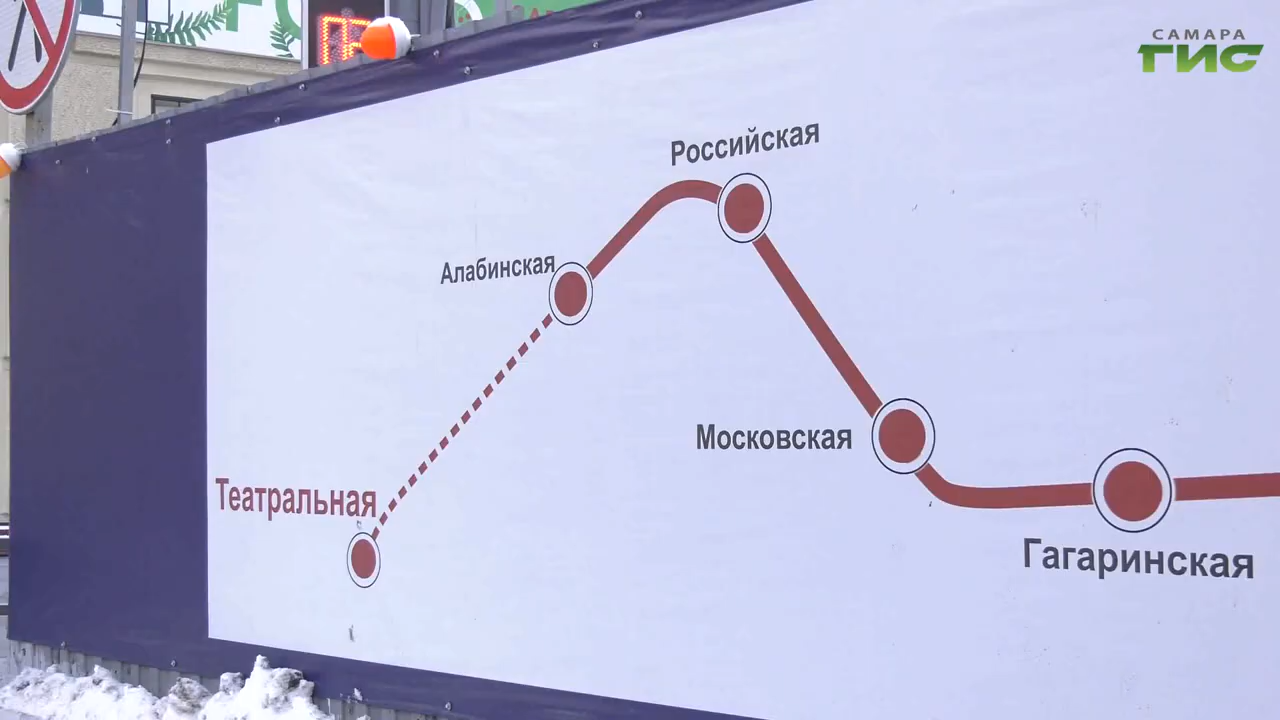 САМАРА
ГИС
Российская
Алабинская
Московская
Театральная
Гагаринская